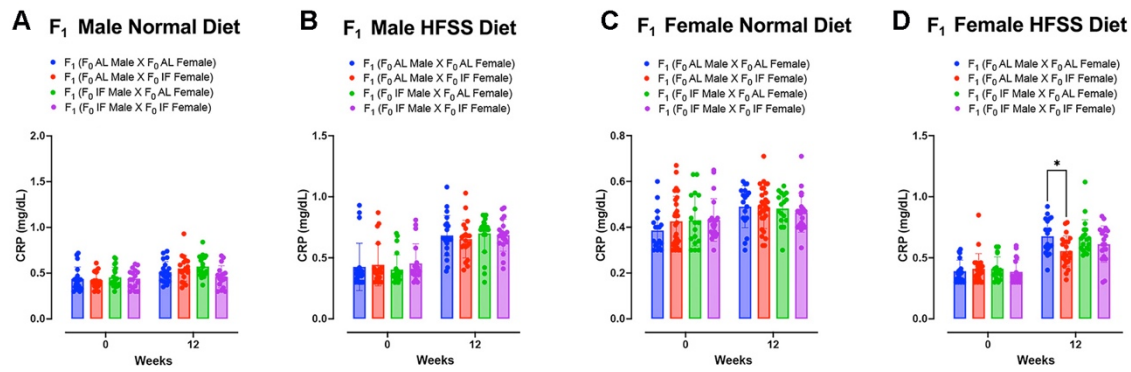 A F₁ Male Normal Diet
F₁ (F₀ AL Male X F₀ AL Female)
F₁ (F₀ AL Male X F₀ IF Female)
F₁ (F₀ IF Male X F₀ AL Female)
F₁ (F₀ IF Male X F₀ IF Female)
CRP (mg/dL)
2.0
1.5
1.0
0.5
0.0
0 12
Weeks
B F₁ Male HFSS Diet
F₁ (F₀ AL Male X F₀ AL Female)
F₁ (F₀ AL Male X F₀ IF Female)
F₁ (F₀ IF Male X F₀ AL Female)
F₁ (F₀ IF Male X F₀ IF Female)
CRP (mg/dL)
1.5
1.0
0.5
0.0
0 12
Weeks
C F₁ Female Normal Diet
F₁ (F₀ AL Male X F₀ AL Female)
F₁ (F₀ AL Male X F₀ IF Female)
F₁ (F₀ IF Male X F₀ AL Female)
F₁ (F₀ IF Male X F₀ IF Female)
CRP (mg/dL)
0.8
0.6
0.4
0.2
0.0
0 12
Weeks
D F₁ Female HFSS Diet
F₁ (F₀ AL Male X F₀ AL Female)
F₁ (F₀ AL Male X F₀ IF Female)
F₁ (F₀ IF Male X F₀ AL Female)
F₁ (F₀ IF Male X F₀ IF Female)
CRP (mg/dL)
1.5
1.0
0.5
0.0
*
0 12
Weeks